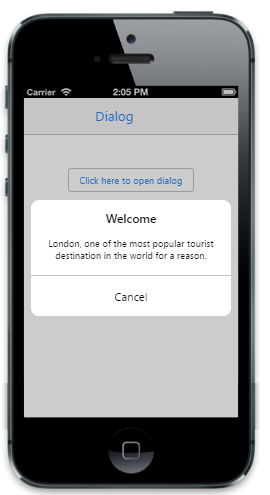 Carrier 2:05 PM
Dialog
Click here to open dialog
Welcome
London, one of the most popular tourist
destination in the world for a reason.
Cancel